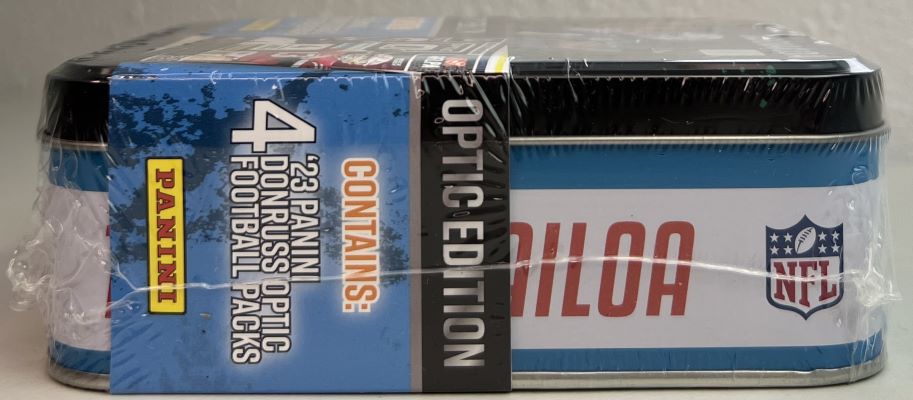 OPTIC EDITION
CONTAINS:
4
'23 PANINI
DONRUSS OPTIC
FOOTBALL PACKS
PANINI
AILOA
NFL